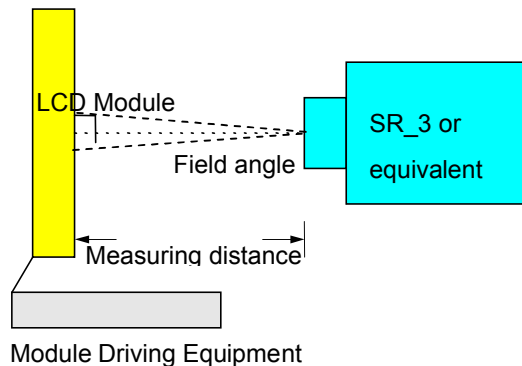 LCD Module
SR_3 or
equivalent
Field angle
Measuring distance
Module Driving Equipment